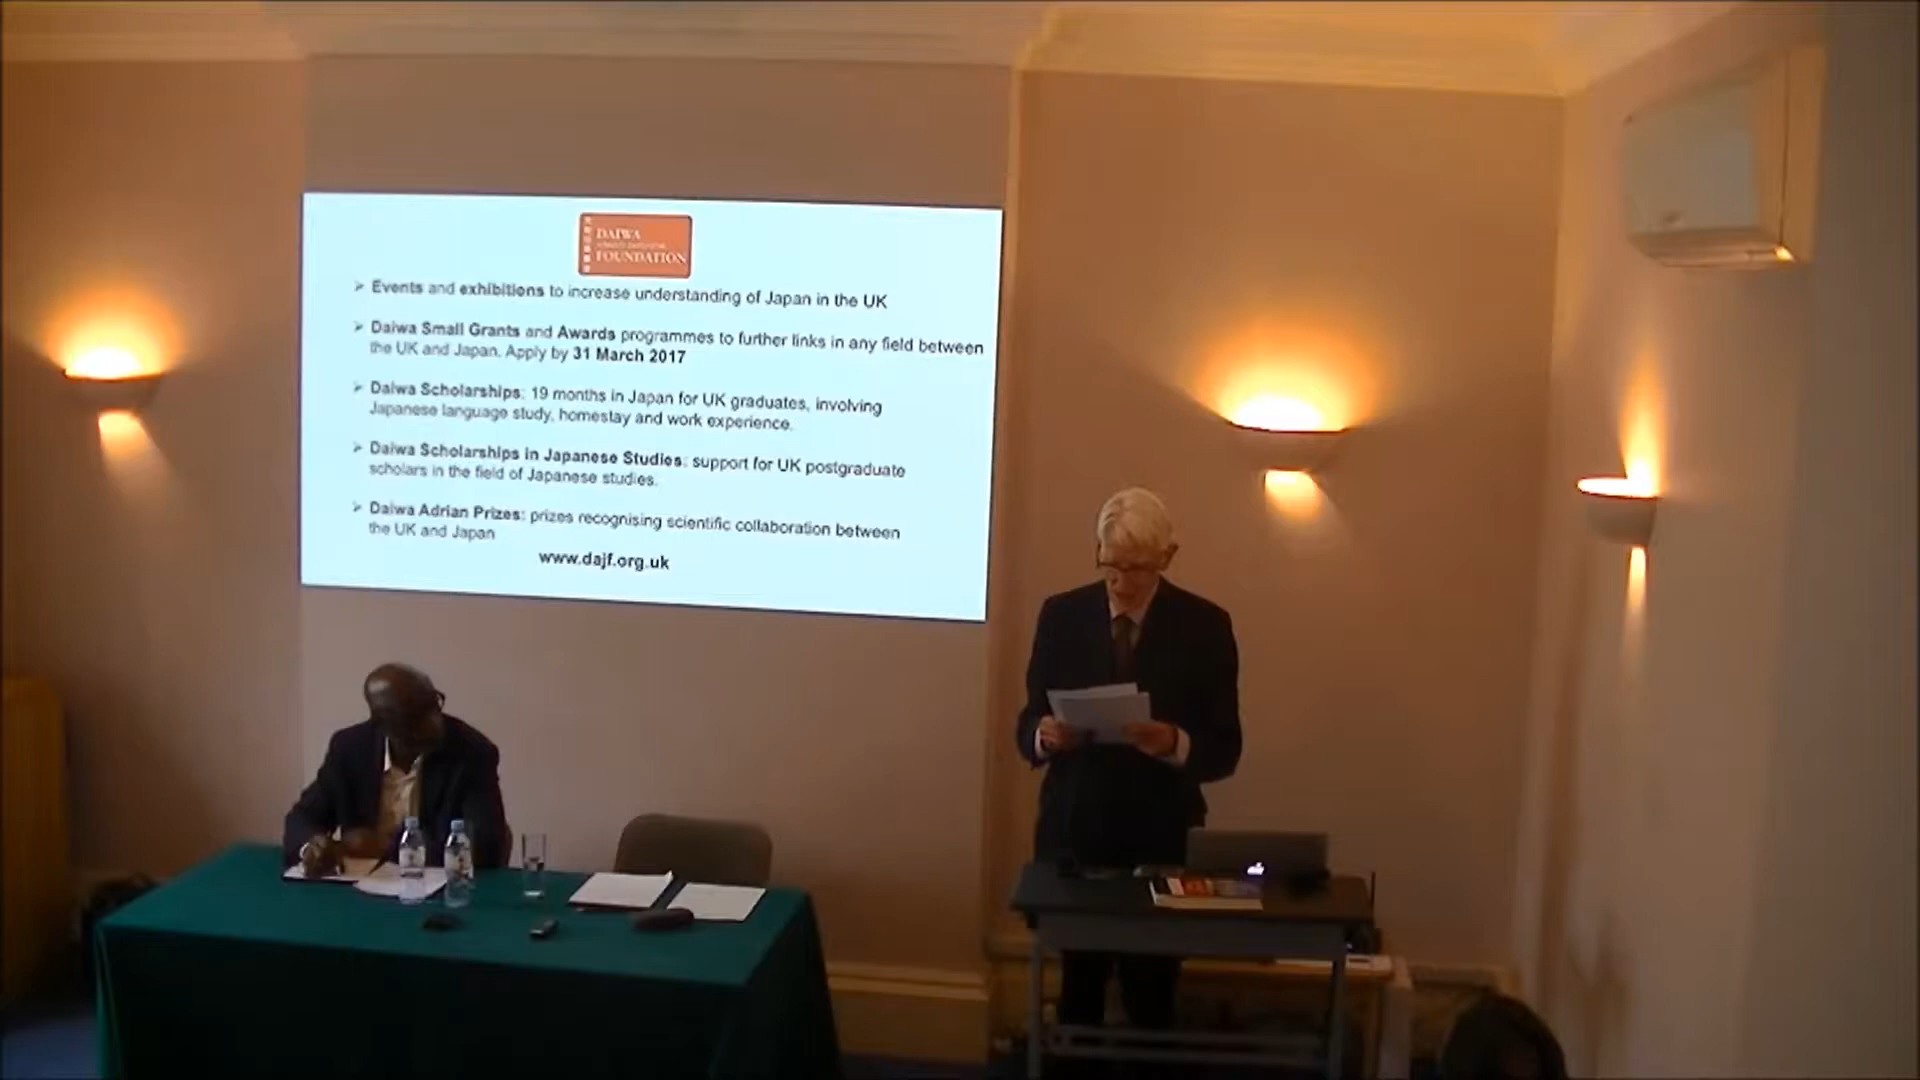 DAIWA
FOUNDATION
➢ Events and exhibitions to increase understanding of Japan in the UK
➢ Daiwa Small Grants and Awards programmes to further links in any field between
the UK and Japan. Apply by 31 March 2017
➢ Daiwa Scholarships: 19 months in Japan for UK graduates, involving
Japanese language study, homestay and work experience.
➢ Daiwa Scholarships in Japanese Studies: support for UK postgraduate
scholars in the field of Japanese studies.
➢ Daiwa Adrian Prizes: prizes recognising scientific collaboration between
the UK and Japan
www.dajf.org.uk